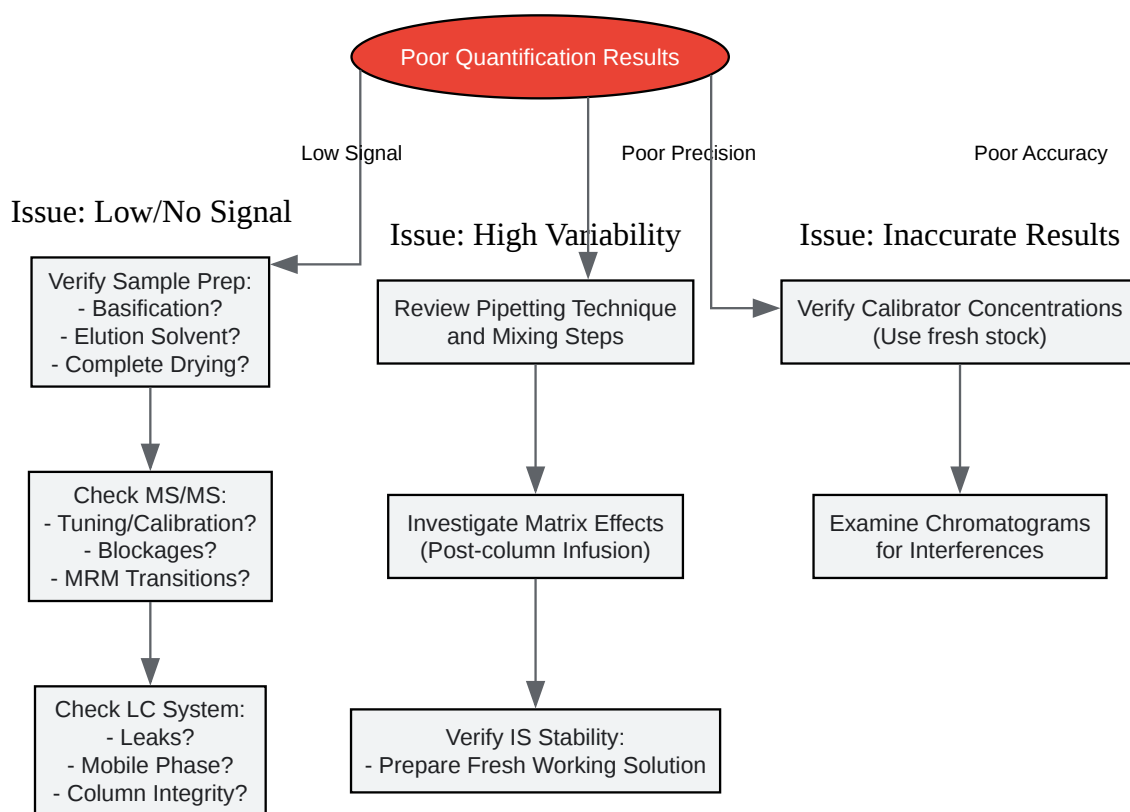 Poor Quantification Results
Low Signal
Poor Precision
Poor Accuracy
Issue: Low/No Signal
Issue: High Variability
Issue: Inaccurate Results
Verify Sample Prep:
- Basification?
- Elution Solvent?
- Complete Drying?
Review Pipetting Technique
and Mixing Steps
Verify Calibrator Concentrations
(Use fresh stock)
Check MS/MS:
- Tuning/Calibration?
- Blockages?
- MRM Transitions?
Investigate Matrix Effects
(Post-column Infusion)
Examine Chromatograms
for Interferences
Check LC System:
- Leaks?
- Mobile Phase?
- Column Integrity?
Verify IS Stability:
- Prepare Fresh Working Solution